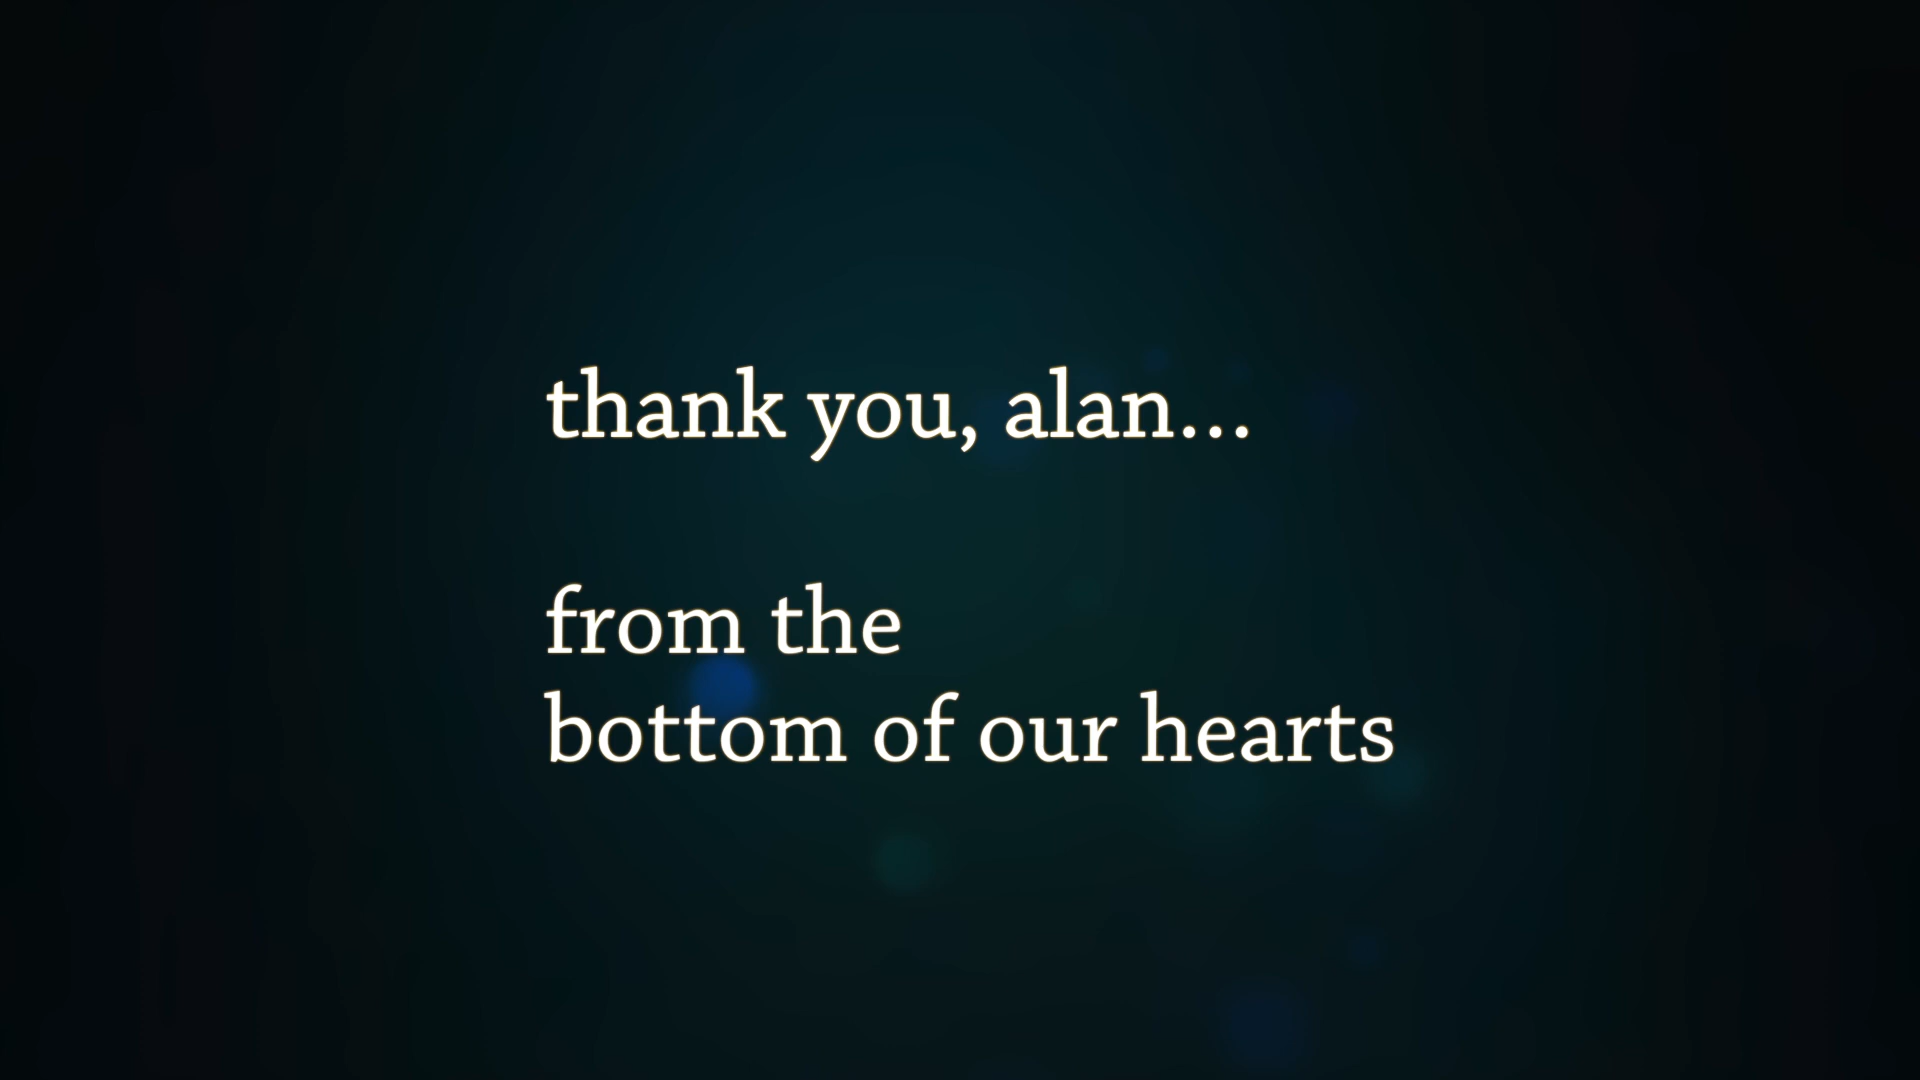 thank you, alan...
from the
bottom of our hearts